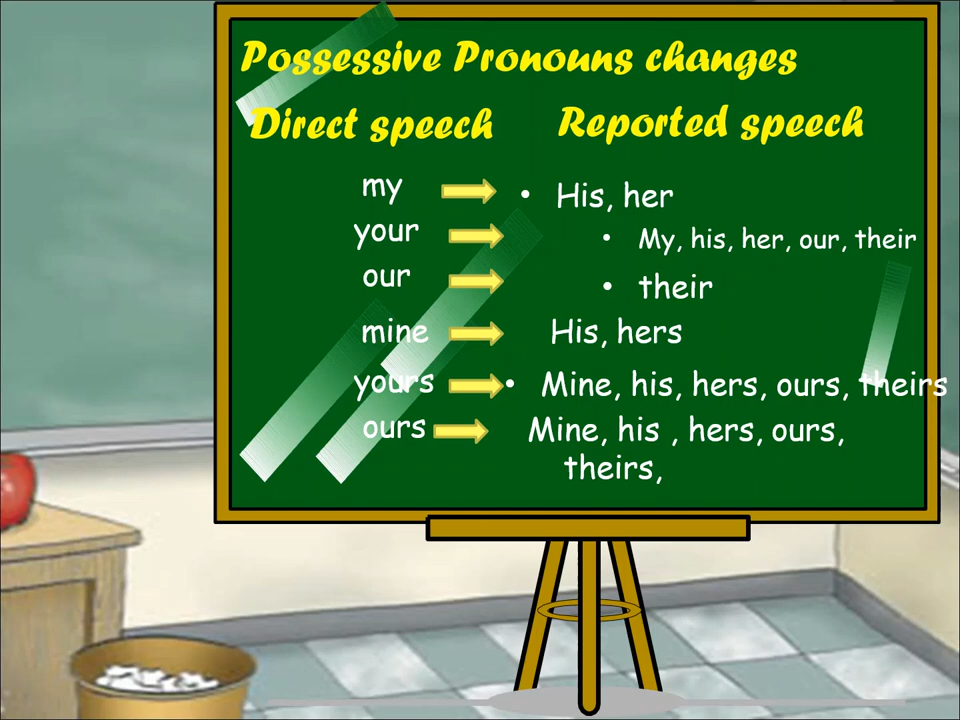 Possessive Pronouns changes
Direct speech Reported speech
my • His, her
your • My, his, her, our, their
our • their
mine His, hers
yours • Mine, his, hers, ours, theirs
ours Mine, his , hers, ours,
theirs,